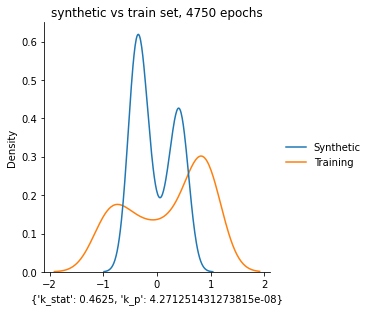 synthetic vs train set, 4750 epochs
0.6
0.5
0.4
0.3
0.2
0.1
0.0
Density
Synthetic
Training
−2
−1
0
1
2
{'k_stat': 0.4625, 'k_p': 4.271251431273815e-08}